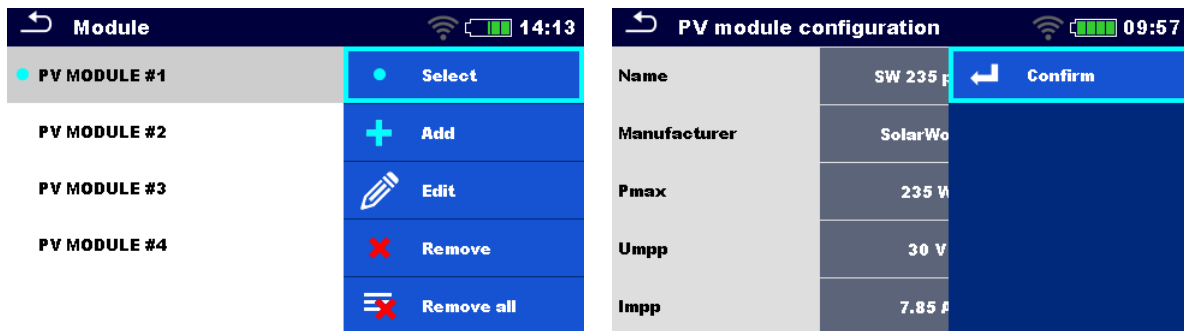 Module 14:13
PV MODULE #1 Select
PV MODULE #2 Add
PV MODULE #3 Edit
PV MODULE #4 Remove
Remove all
PV module configuration 09:57
Name SW 235 Confirm
Manufacturer SolarWo
Pmax 235 W
Umpp 30 V
Impp 7.85 A